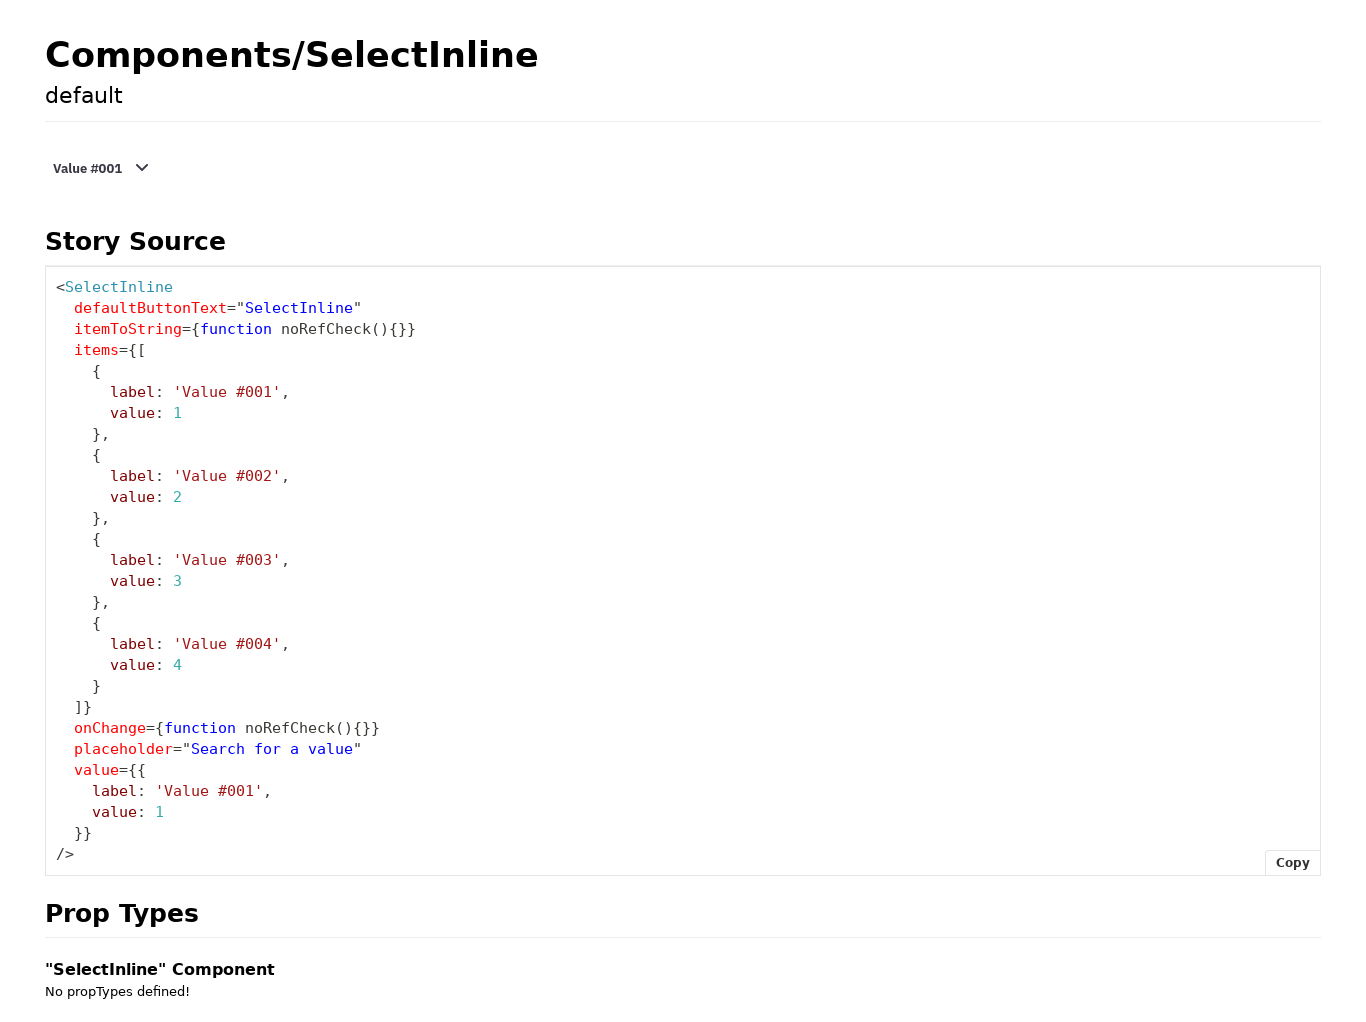 Components/SelectInline
default
Value #001
Story Source
<SelectInline
  defaultButtonText="SelectInline"
  itemToString={function noRefCheck(){}}
  items={[
    {
      label: 'Value #001',
      value: 1
    },
    {
      label: 'Value #002',
      value: 2
    },
    {
      label: 'Value #003',
      value: 3
    },
    {
      label: 'Value #004',
      value: 4
    }
  ]}
  onChange={function noRefCheck(){}}
  placeholder="Search for a value"
  value={{
    label: 'Value #001',
    value: 1
  }}
/>
Copy
Prop Types
"SelectInline" Component
No propTypes defined!